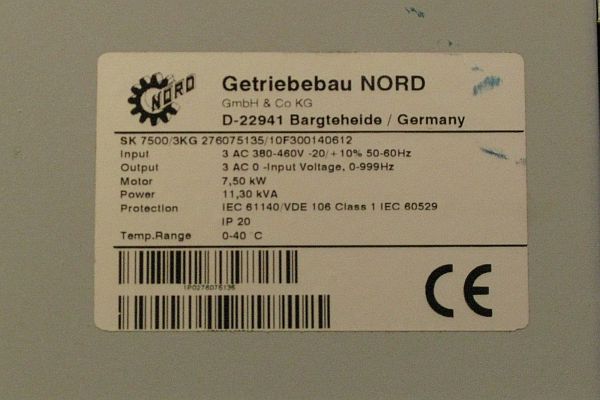 NORD
Getriebebau NORD
GmbH & Co KG
D-22941 Bargteheide / Germany
SK 7500/3KG 276075135/10F300140612
Input 3 AC 380-460V -20/+10% 50-60Hz
Output 3 AC 0 -Input Voltage, 0-999Hz
Motor 7,50 kW
Power 11,30 kVA
Protection IEC 61140/VDE 106 Class 1 IEC 60529
IP 20
Temp.Range 0-40 °C
CE